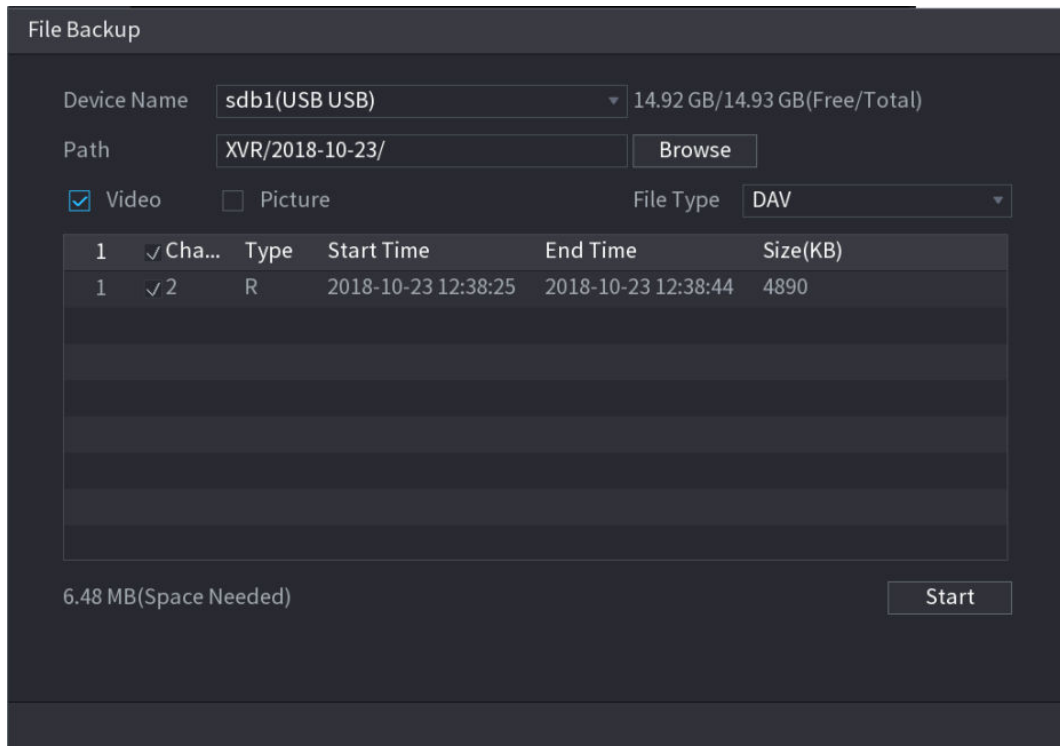 File Backup
Device Name sdb1(USB USB) 14.92 GB/14.93 GB(Free/Total)
Path XVR/2018-10-23/ Browse
Video Picture File Type DAV
1 Cha... Type Start Time End Time Size(KB)
1 2 R 2018-10-23 12:38:25 2018-10-23 12:38:44 4890
6.48 MB(Space Needed) Start